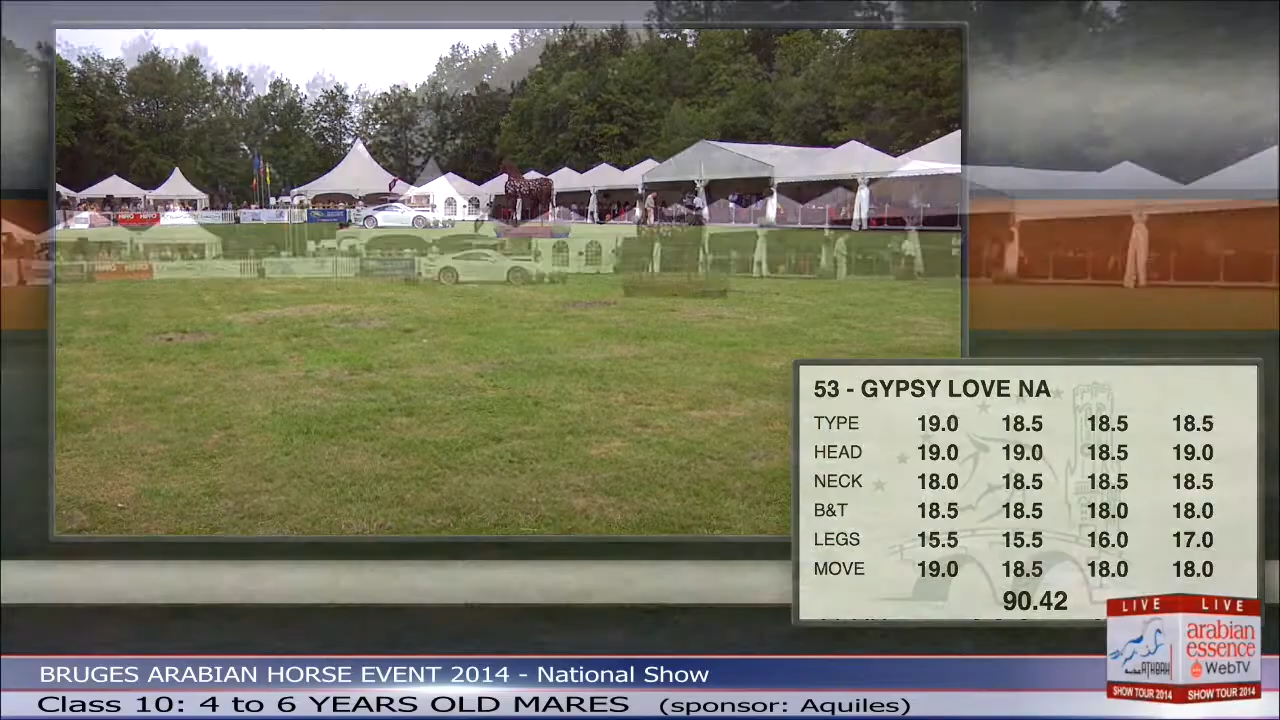 HIPPO
HIPPO
53 - GYPSY LOVE NA
TYPE 19.0 18.5 18.5 18.5
HEAD 19.0 19.0 18.5 19.0
NECK 18.0 18.5 18.5 18.5
B&T 18.5 18.5 18.0 18.0
LEGS 15.5 15.5 16.0 17.0
MOVE 19.0 18.5 18.0 18.0
90.42
LIVE LIVE
ATHBAH
arabian
essence
WebTV
SHOW TOUR 2014 SHOW TOUR 2014
BRUGES ARABIAN HORSE EVENT 2014 - National Show
Class 10: 4 to 6 YEARS OLD MARES (sponsor: Aquiles)